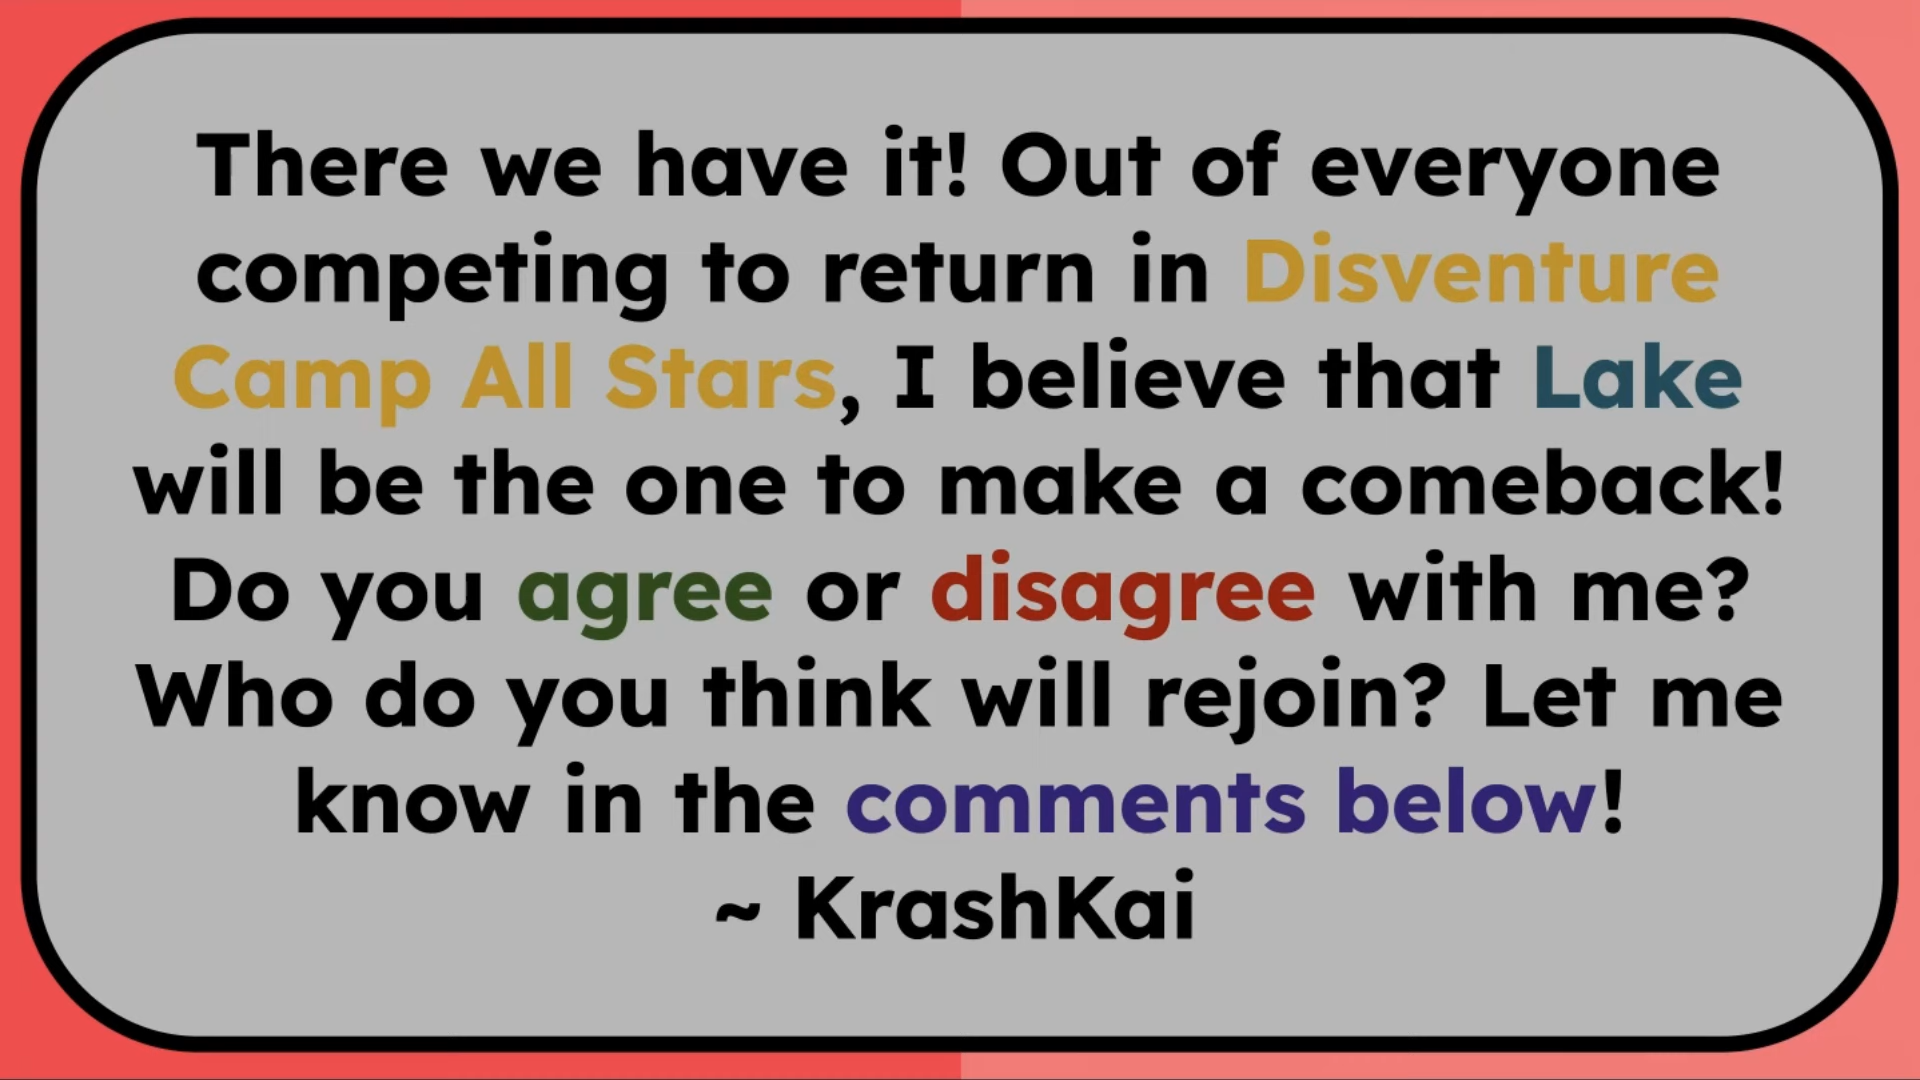 There we have it! Out of everyone
competing to return in Disventure
Camp All Stars, I believe that Lake
will be the one to make a comeback!
Do you agree or disagree with me?
Who do you think will rejoin? Let me
know in the comments below!
~ KrashKai